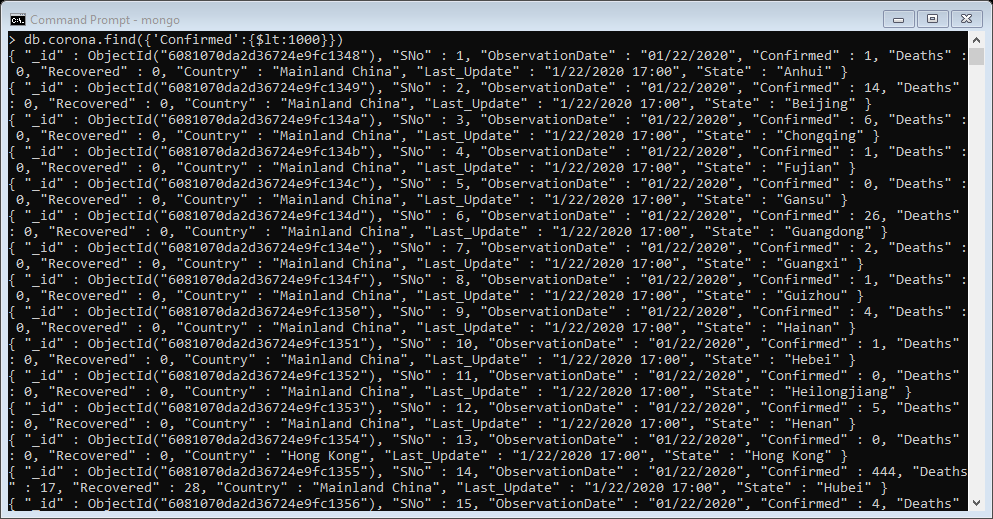 Command Prompt - mongo
> db.corona.find({'Confirmed':{$lt:1000}})
{ "_id" : ObjectId("6081070da2d36724e9fc1348"), "SNo" : 1, "ObservationDate" : "01/22/2020", "Confirmed" : 1, "Deaths" :
0, "Recovered" : 0, "Country" : "Mainland China", "Last_Update" : "1/22/2020 17:00", "State" : "Anhui" }
{ "_id" : ObjectId("6081070da2d36724e9fc1349"), "SNo" : 2, "ObservationDate" : "01/22/2020", "Confirmed" : 14, "Deaths"
: 0, "Recovered" : 0, "Country" : "Mainland China", "Last_Update" : "1/22/2020 17:00", "State" : "Beijing" }
{ "_id" : ObjectId("6081070da2d36724e9fc134a"), "SNo" : 3, "ObservationDate" : "01/22/2020", "Confirmed" : 6, "Deaths" :
0, "Recovered" : 0, "Country" : "Mainland China", "Last_Update" : "1/22/2020 17:00", "State" : "Chongqing" }
{ "_id" : ObjectId("6081070da2d36724e9fc134b"), "SNo" : 4, "ObservationDate" : "01/22/2020", "Confirmed" : 1, "Deaths" :
0, "Recovered" : 0, "Country" : "Mainland China", "Last_Update" : "1/22/2020 17:00", "State" : "Fujian" }
{ "_id" : ObjectId("6081070da2d36724e9fc134c"), "SNo" : 5, "ObservationDate" : "01/22/2020", "Confirmed" : 0, "Deaths" :
0, "Recovered" : 0, "Country" : "Mainland China", "Last_Update" : "1/22/2020 17:00", "State" : "Gansu" }
{ "_id" : ObjectId("6081070da2d36724e9fc134d"), "SNo" : 6, "ObservationDate" : "01/22/2020", "Confirmed" : 26, "Deaths"
: 0, "Recovered" : 0, "Country" : "Mainland China", "Last_Update" : "1/22/2020 17:00", "State" : "Guangdong" }
{ "_id" : ObjectId("6081070da2d36724e9fc134e"), "SNo" : 7, "ObservationDate" : "01/22/2020", "Confirmed" : 2, "Deaths" :
0, "Recovered" : 0, "Country" : "Mainland China", "Last_Update" : "1/22/2020 17:00", "State" : "Guangxi" }
{ "_id" : ObjectId("6081070da2d36724e9fc134f"), "SNo" : 8, "ObservationDate" : "01/22/2020", "Confirmed" : 1, "Deaths" :
0, "Recovered" : 0, "Country" : "Mainland China", "Last_Update" : "1/22/2020 17:00", "State" : "Guizhou" }
{ "_id" : ObjectId("6081070da2d36724e9fc1350"), "SNo" : 9, "ObservationDate" : "01/22/2020", "Confirmed" : 4, "Deaths" :
0, "Recovered" : 0, "Country" : "Mainland China", "Last_Update" : "1/22/2020 17:00", "State" : "Hainan" }
{ "_id" : ObjectId("6081070da2d36724e9fc1351"), "SNo" : 10, "ObservationDate" : "01/22/2020", "Confirmed" : 1, "Deaths"
: 0, "Recovered" : 0, "Country" : "Mainland China", "Last_Update" : "1/22/2020 17:00", "State" : "Hebei" }
{ "_id" : ObjectId("6081070da2d36724e9fc1352"), "SNo" : 11, "ObservationDate" : "01/22/2020", "Confirmed" : 0, "Deaths"
: 0, "Recovered" : 0, "Country" : "Mainland China", "Last_Update" : "1/22/2020 17:00", "State" : "Heilongjiang" }
{ "_id" : ObjectId("6081070da2d36724e9fc1353"), "SNo" : 12, "ObservationDate" : "01/22/2020", "Confirmed" : 5, "Deaths"
: 0, "Recovered" : 0, "Country" : "Mainland China", "Last_Update" : "1/22/2020 17:00", "State" : "Henan" }
{ "_id" : ObjectId("6081070da2d36724e9fc1354"), "SNo" : 13, "ObservationDate" : "01/22/2020", "Confirmed" : 0, "Deaths"
: 0, "Recovered" : 0, "Country" : "Hong Kong", "Last_Update" : "1/22/2020 17:00", "State" : "Hong Kong" }
{ "_id" : ObjectId("6081070da2d36724e9fc1355"), "SNo" : 14, "ObservationDate" : "01/22/2020", "Confirmed" : 444, "Deaths
" : 17, "Recovered" : 28, "Country" : "Mainland China", "Last_Update" : "1/22/2020 17:00", "State" : "Hubei" }
{ "_id" : ObjectId("6081070da2d36724e9fc1356"), "SNo" : 15, "ObservationDate" : "01/22/2020", "Confirmed" : 4, "Deaths"